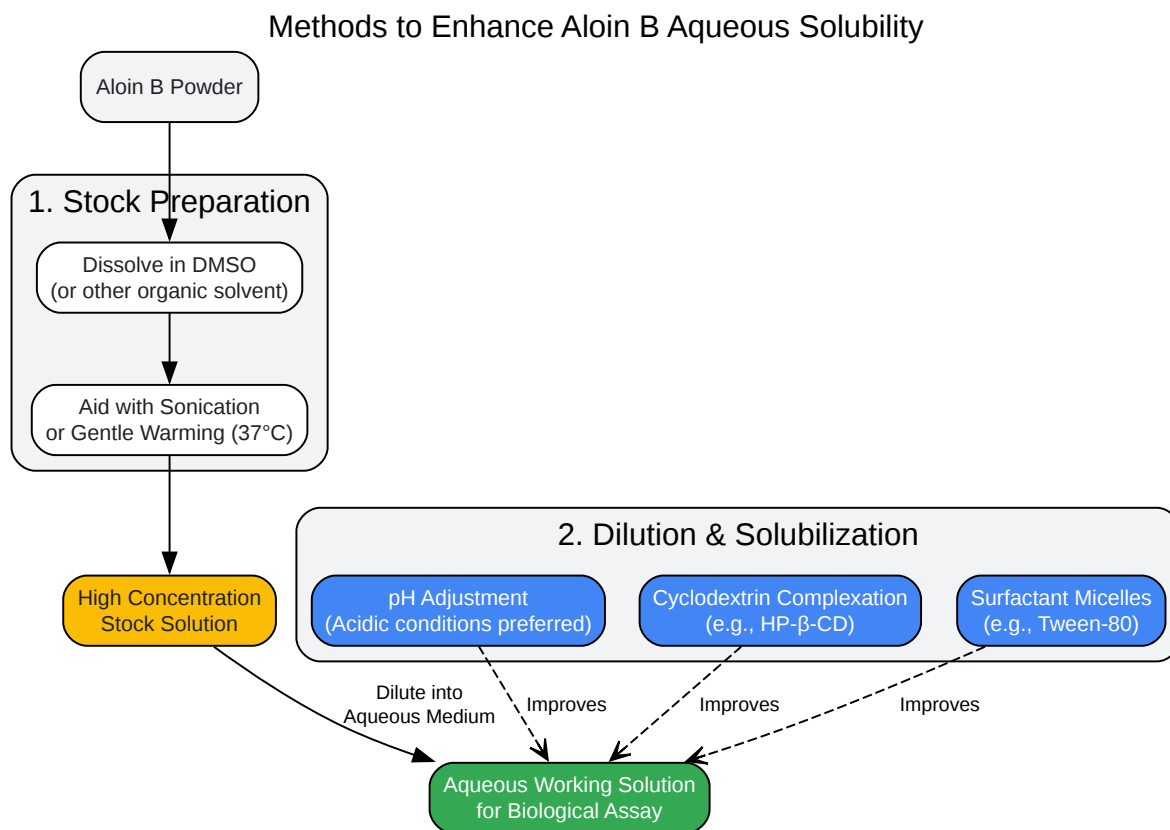 Methods to Enhance Aloin B Aqueous Solubility
Aloin B Powder
1. Stock Preparation
Dissolve in DMSO
(or other organic solvent)
Aid with Sonication
or Gentle Warming (37°C)
2. Dilution & Solubilization
High Concentration
Stock Solution
pH Adjustment
(Acidic conditions preferred)
Cyclodextrin Complexation
(e.g., HP-β-CD)
Surfactant Micelles
(e.g., Tween-80)
Dilute into
Aqueous Medium
Improves
Improves
Improves
Aqueous Working Solution
for Biological Assay